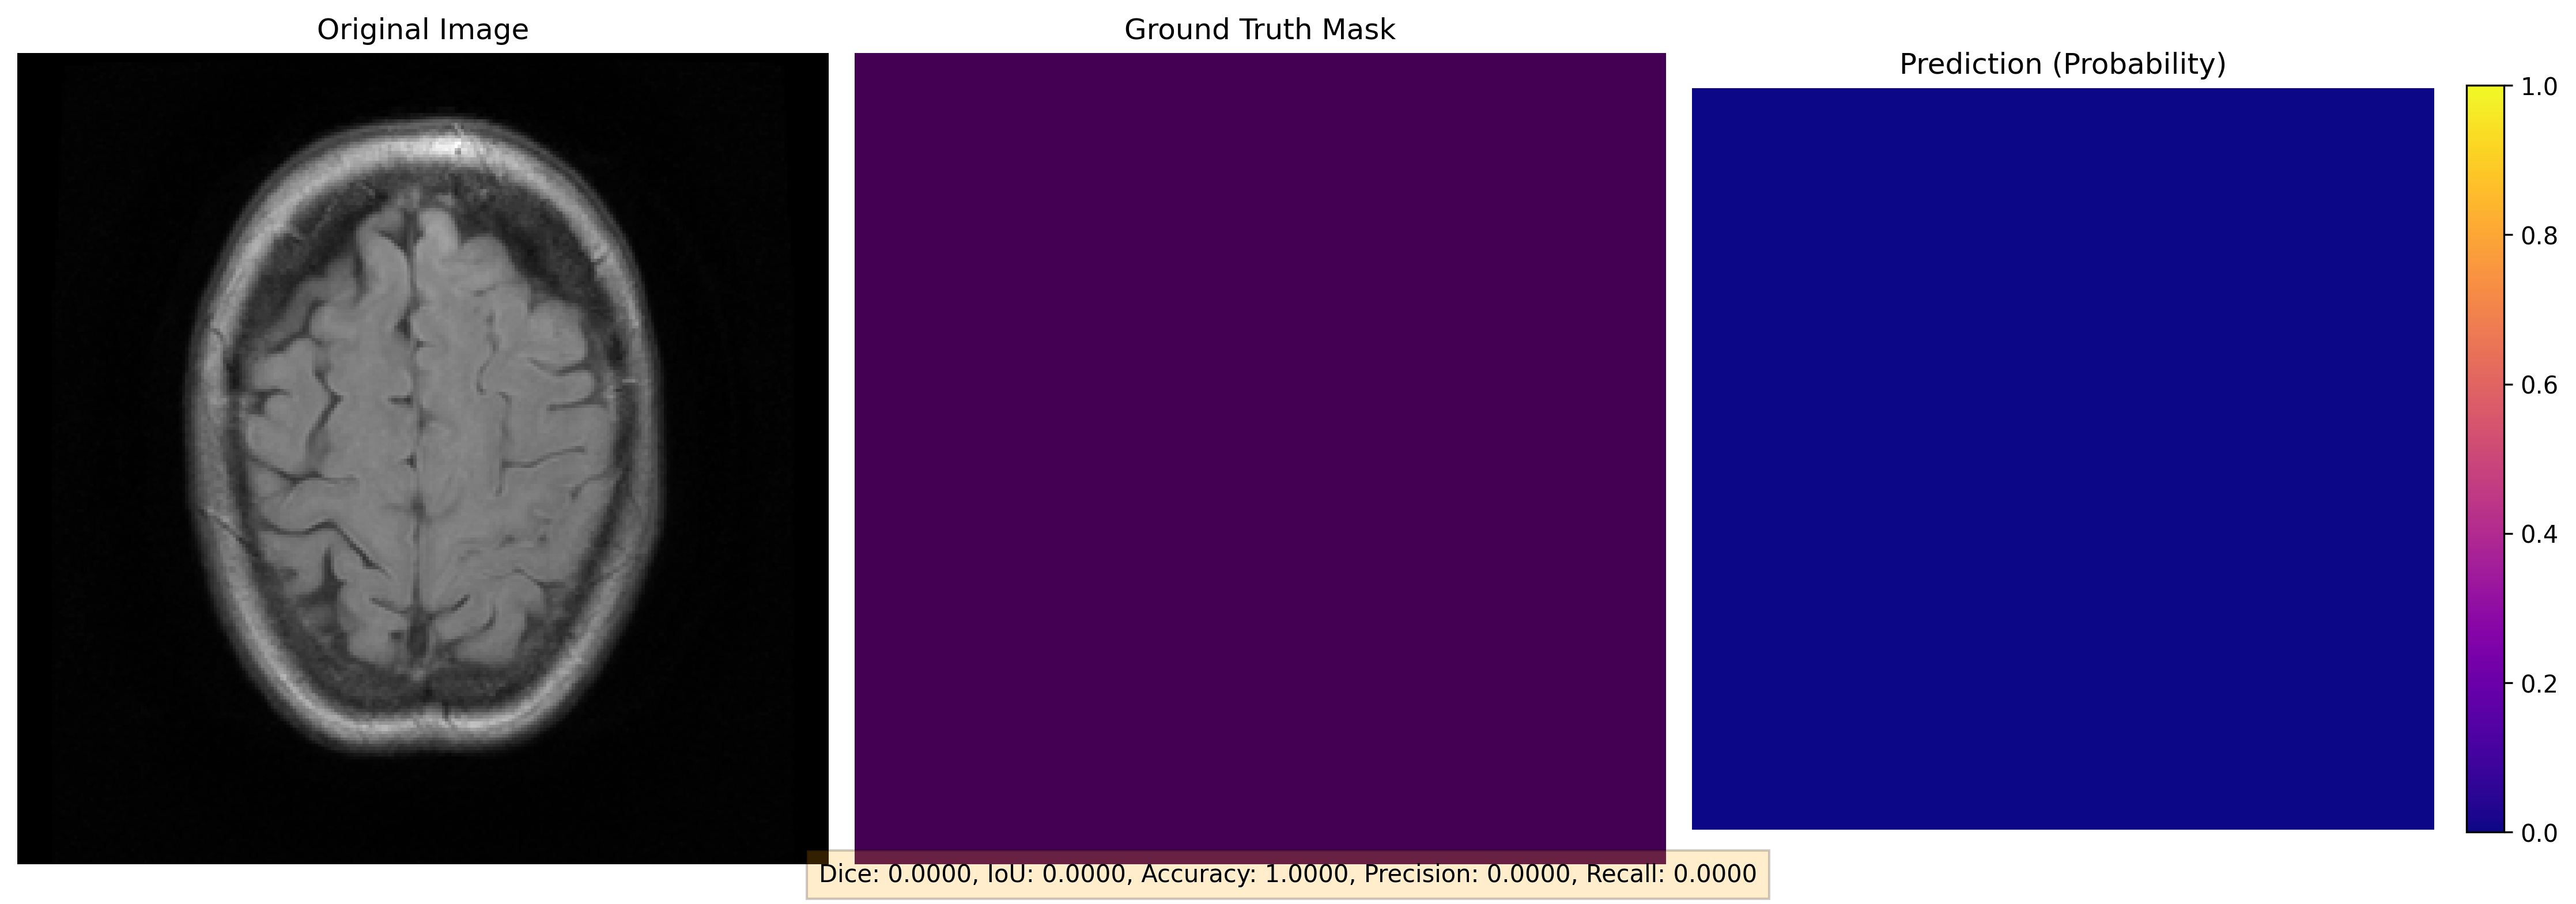 Original Image
Ground Truth Mask
Prediction (Probability)
1.0
0.8
0.6
0.4
0.2
0.0
Dice: 0.0000, IoU: 0.0000, Accuracy: 1.0000, Precision: 0.0000, Recall: 0.0000